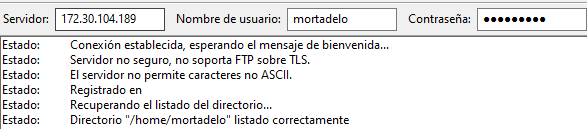 Servidor: 172.30.104.189 Nombre de usuario: mortadelo Contraseña: ●●●●●●●●●
Estado: Conexión establecida, esperando el mensaje de bienvenida...
Estado: Servidor no seguro, no soporta FTP sobre TLS.
Estado: El servidor no permite caracteres no ASCII.
Estado: Registrado en
Estado: Recuperando el listado del directorio...
Estado: Directorio "/home/mortadelo" listado correctamente